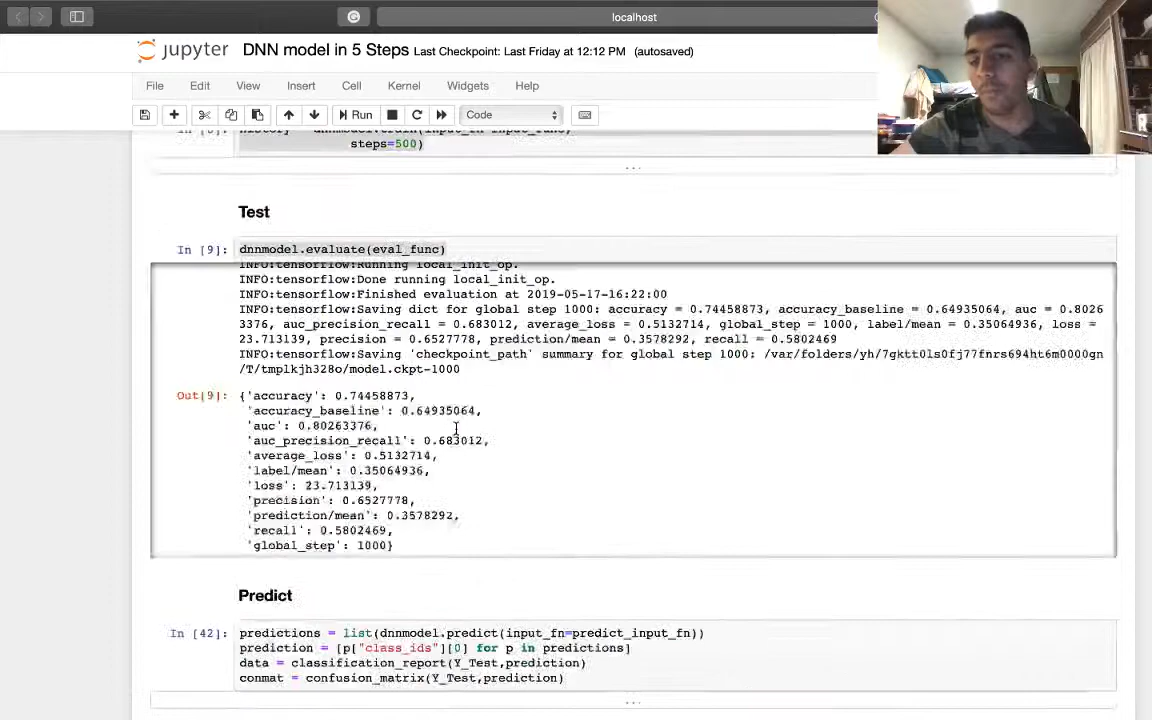 localhost
jupyter DNN model in 5 Steps Last Checkpoint: Last Friday at 12:12 PM (autosaved)
File Edit View Insert Cell Kernel Widgets Help
Run Code
steps=500)
Test
In [9]: dnnmodel.evaluate(eval_func)
INFO:tensorflow:Running local_init_op.
INFO:tensorflow:Done running local_init_op.
INFO:tensorflow:Finished evaluation at 2019-05-17-16:22:00
INFO:tensorflow:Saving dict for global step 1000: accuracy = 0.74458873, accuracy_baseline = 0.64935064, auc = 0.8026
3376, auc_precision_recall = 0.683012, average_loss = 0.5132714, global_step = 1000, label/mean = 0.35064936, loss =
23.713139, precision = 0.6527778, prediction/mean = 0.3578292, recall = 0.5802469
INFO:tensorflow:Saving 'checkpoint_path' summary for global step 1000: /var/folders/yh/7gktt0ls0fj77fnrs694ht6m0000gn
/T/tmplkjh328o/model.ckpt-1000
Out[9]: {'accuracy': 0.74458873,
'accuracy_baseline': 0.64935064,
'auc': 0.80263376,
'auc_precision_recall': 0.683012,
'average_loss': 0.5132714,
'label/mean': 0.35064936,
'loss': 23.713139,
'precision': 0.6527778,
'prediction/mean': 0.3578292,
'recall': 0.5802469,
'global_step': 1000}
Predict
In [42]: predictions = list(dnnmodel.predict(input_fn=predict_input_fn))
prediction = [p["class_ids"][0] for p in predictions]
data = classification_report(Y_Test,prediction)
conmat = confusion_matrix(Y_Test,prediction)